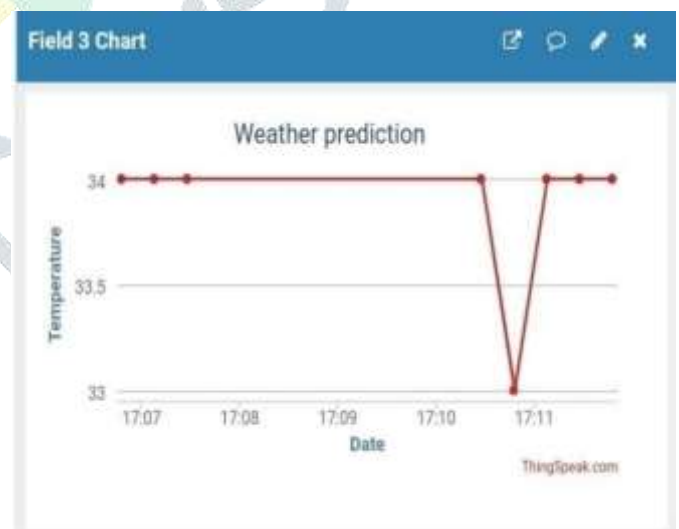 Field 3 Chart
Weather prediction
Temperature
34
33.5
33
17:07 17:08 17:09 17:10 17:11
Date
ThingSpeak.com